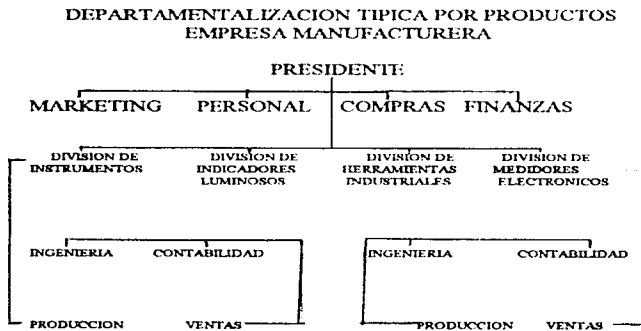 DEPARTAMENTALIZACION TIPICA POR PRODUCTOS
EMPRESA MANUFACTURERA
PRESIDENTE
MARKETING PERSONAL COMPRAS FINANZAS
DIVISION DE DIVISION DE DIVISION DE DIVISION DE
INSTRUMENTOS INDICADORES HERRAMIENTAS MEDIDORES
LUMINOSOS INDUSTRIALES ELECTRONICOS
INGENIERIA CONTABILIDAD INGENIERIA CONTABILIDAD
PRODUCCION VENTAS PRODUCCION VENTAS